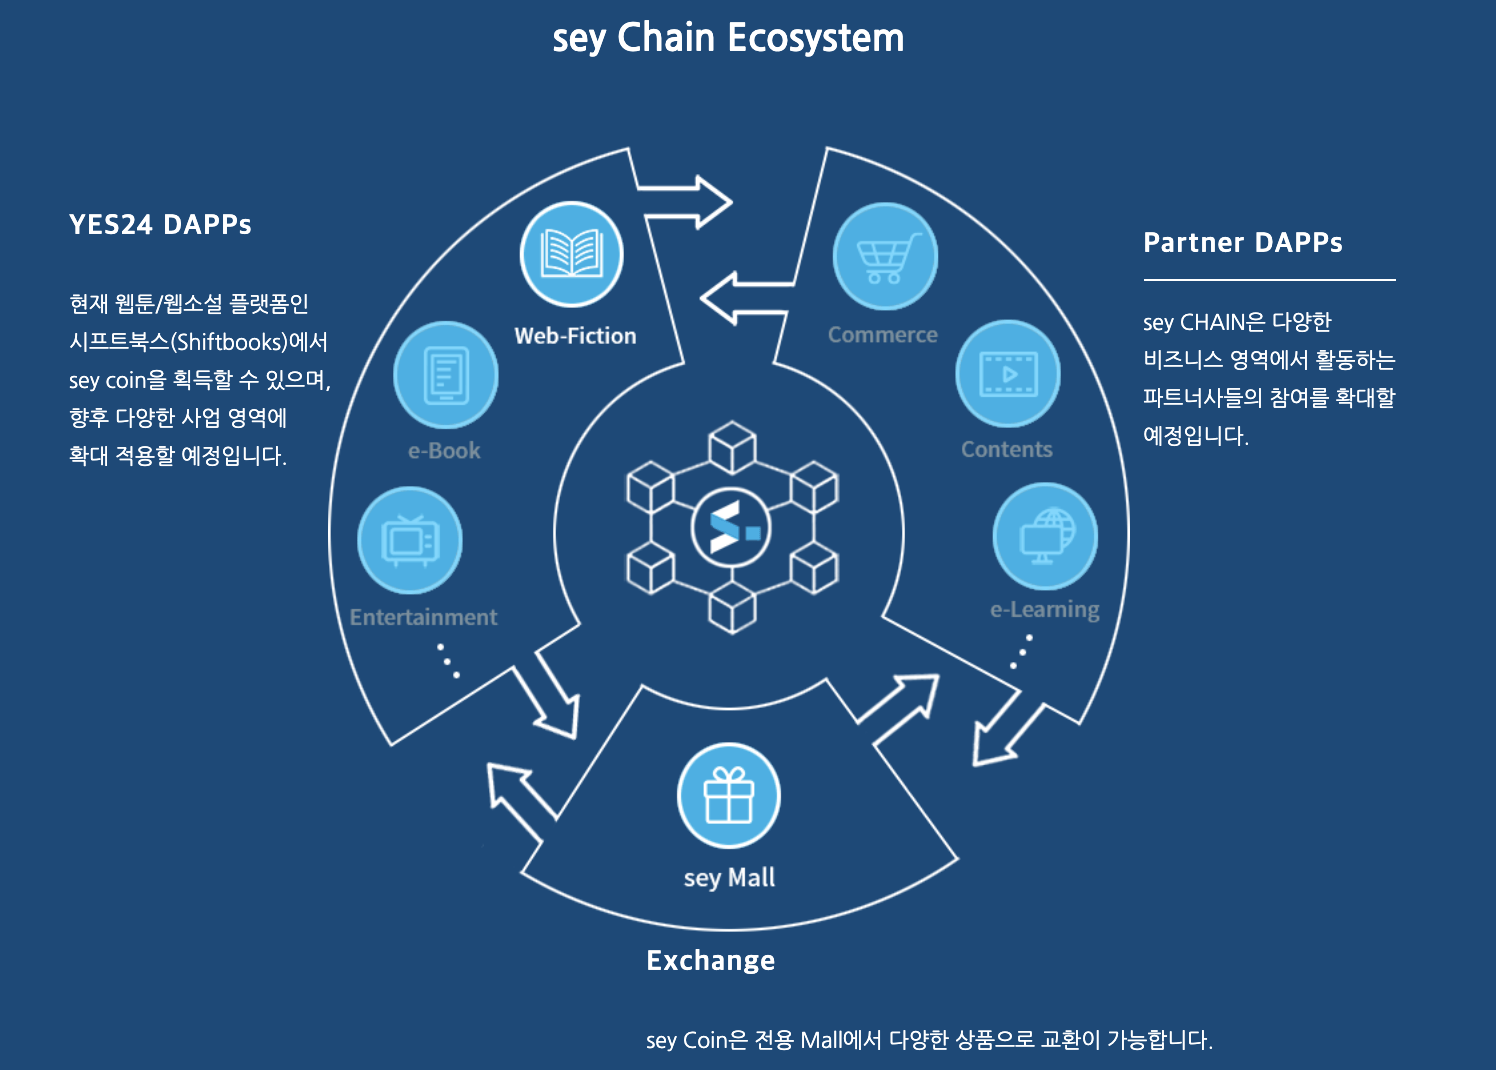 sey Chain Ecosystem
YES24 DAPPs
현재 웹툰/웹소설 플랫폼인
시프트북스(Shiftbooks)에서
sey coin을 획득할 수 있으며,
향후 다양한 사업 영역에
확대 적용할 예정입니다.
Web-Fiction
e-Book
Entertainment
Commerce
Contents
e-Learning
Partner DAPPs
sey CHAIN은 다양한
비즈니스 영역에서 활동하는
파트너사들의 참여를 확대할
예정입니다.
S.
sey Mall
Exchange
sey Coin은 전용 Mall에서 다양한 상품으로 교환이 가능합니다.